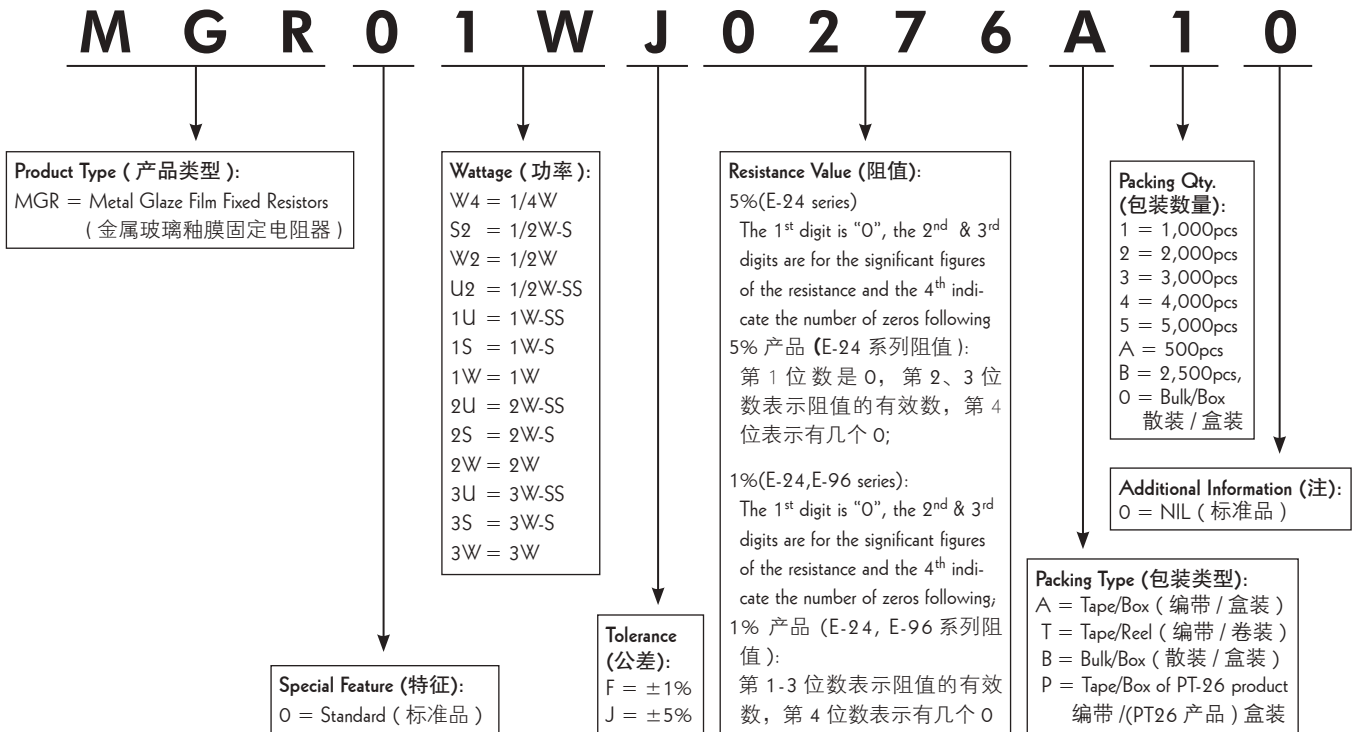 M G R 0 1 W J 0 2 7 6 A 1 0
Product Type ( 产品类型 ):
MGR = Metal Glaze Film Fixed Resistors
( 金属玻璃釉膜固定电阻器 )
Special Feature (特征):
0 = Standard ( 标准品 )
Wattage ( 功率 ):
W4 = 1/4W
S2 = 1/2W-S
W2 = 1/2W
U2 = 1/2W-SS
1U = 1W-SS
1S = 1W-S
1W = 1W
2U = 2W-SS
2S = 2W-S
2W = 2W
3U = 3W-SS
3S = 3W-S
3W = 3W
Tolerance
(公差):
F = ±1%
J = ±5%
Resistance Value (阻值):
5%(E-24 series)
The 1st digit is “0”, the 2nd & 3rd
digits are for the significant figures
of the resistance and the 4th indi-
cate the number of zeros following
5% 产品 (E-24 系列阻值 ):
第 1 位数是 0，第 2、3 位
数表示阻值的有效数，第 4
位表示有几个 0;
1%(E-24,E-96 series):
The 1st digit is “0”, the 2nd & 3rd
digits are for the significant figures
of the resistance and the 4th indi-
cate the number of zeros following;
1% 产品 (E-24, E-96 系列阻
值 ):
第 1-3 位数表示阻值的有效
数，第 4 位数表示有几个 0
Packing Type (包装类型):
A = Tape/Box ( 编带 / 盒装 )
T = Tape/Reel ( 编带 / 卷装 )
B = Bulk/Box ( 散装 / 盒装 )
P = Tape/Box of PT-26 product
编带 /(PT26 产品 ) 盒装
Packing Qty.
(包装数量):
1 = 1,000pcs
2 = 2,000pcs
3 = 3,000pcs
4 = 4,000pcs
5 = 5,000pcs
A = 500pcs
B = 2,500pcs,
0 = Bulk/Box
散装 / 盒装
Additional Information (注):
0 = NIL ( 标准品 )